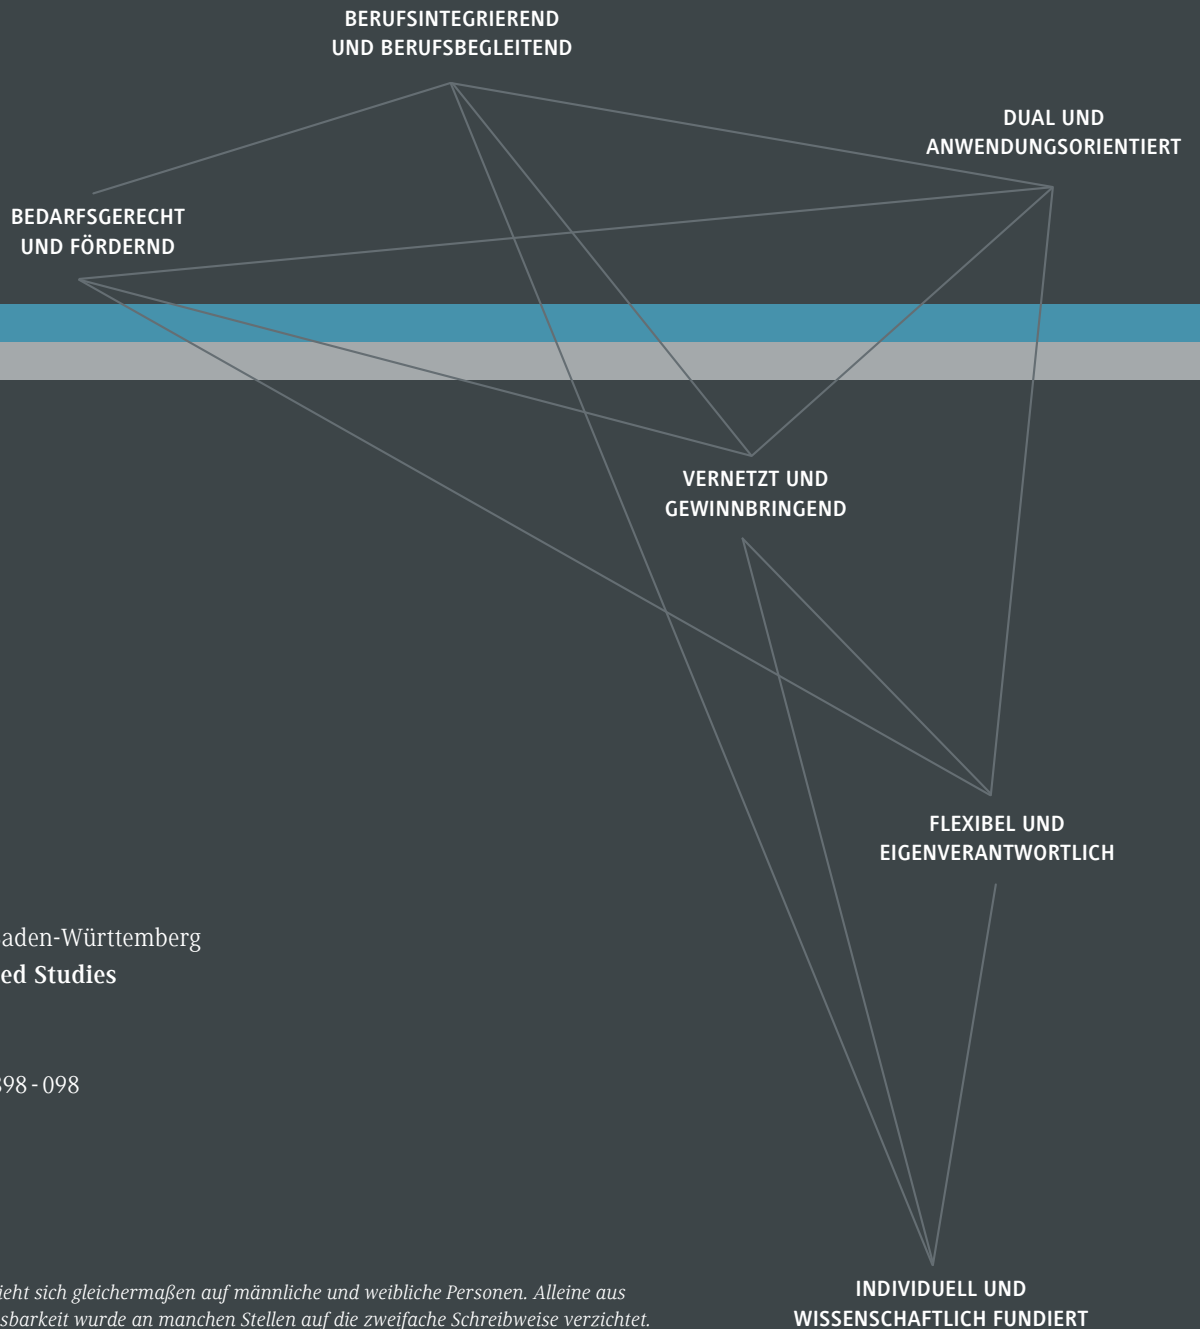 BERUFSINTEGRIEREND
UND BERUFSBEGLEITEND
DUAL UND
ANWENDUNGSORIENTIERT
BEDARFSGERECHT
UND FÖRDERND
VERNETZT UND
GEWINNBRINGEND
FLEXIBEL UND
EIGENVERANTWORTLICH
aden-Württemberg
ed Studies
98 - 098
INDIVIDUELL UND
WISSENSCHAFTLICH FUNDIERT
ieht sich gleichermaßen auf männliche und weibliche Personen. Alleine aus
sbarkeit wurde an manchen Stellen auf die zweifache Schreibweise verzichtet.